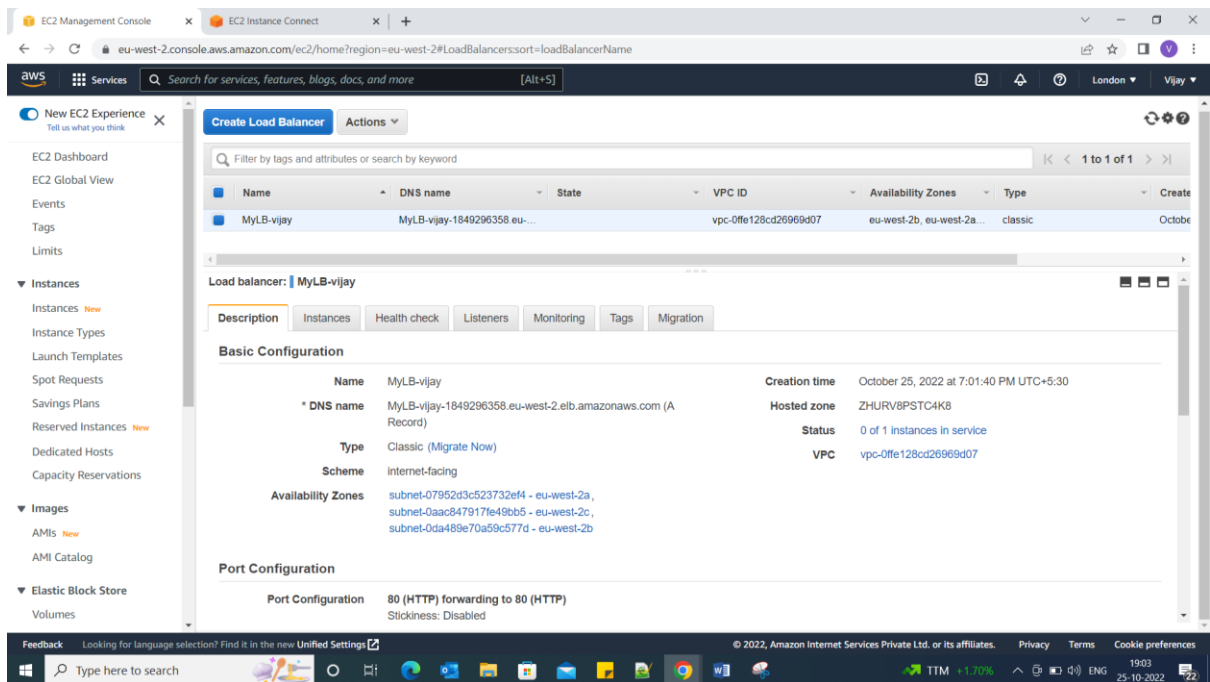 EC2 Management Console
EC2 Instance Connect
eu-west-2.console.aws.amazon.com/ec2/home?region=eu-west-2#LoadBalancers:sort=loadBalancerName
V
aws
Services
Search for services, features, blogs, docs, and more
[Alt+S]
London
Vijay
New EC2 Experience
Tell us what you think
EC2 Dashboard
EC2 Global View
Events
Tags
Limits
Instances
Instances New
Instance Types
Launch Templates
Spot Requests
Savings Plans
Reserved Instances New
Dedicated Hosts
Capacity Reservations
Images
AMIs New
AMI Catalog
Elastic Block Store
Volumes
Create Load Balancer
Actions
Filter by tags and attributes or search by keyword
1 to 1 of 1
Name DNS name State VPC ID Availability Zones Type Create
MyLB-vijay MyLB-vijay-1849296358.eu-... vpc-0ffe128cd26969d07 eu-west-2b, eu-west-2a... classic Octobe
Load balancer: MyLB-vijay
Description Instances Health check Listeners Monitoring Tags Migration
Basic Configuration
Name MyLB-vijay
* DNS name MyLB-vijay-1849296358.eu-west-2.elb.amazonaws.com (A
Record)
Type Classic (Migrate Now)
Scheme internet-facing
Availability Zones subnet-07952d3c523732ef4 - eu-west-2a,
subnet-0aac847917fe49bb5 - eu-west-2c,
subnet-0da489e70a59c577d - eu-west-2b
Creation time October 25, 2022 at 7:01:40 PM UTC+5:30
Hosted zone ZHURV8PSTC4K8
Status 0 of 1 instances in service
VPC vpc-0ffe128cd26969d07
Port Configuration
Port Configuration 80 (HTTP) forwarding to 80 (HTTP)
Stickiness: Disabled
Feedback Looking for language selection? Find it in the new Unified Settings
© 2022, Amazon Internet Services Private Ltd. or its affiliates. Privacy Terms Cookie preferences
Type here to search
TTM +1.70%
ENG
19:03
25-10-2022
22